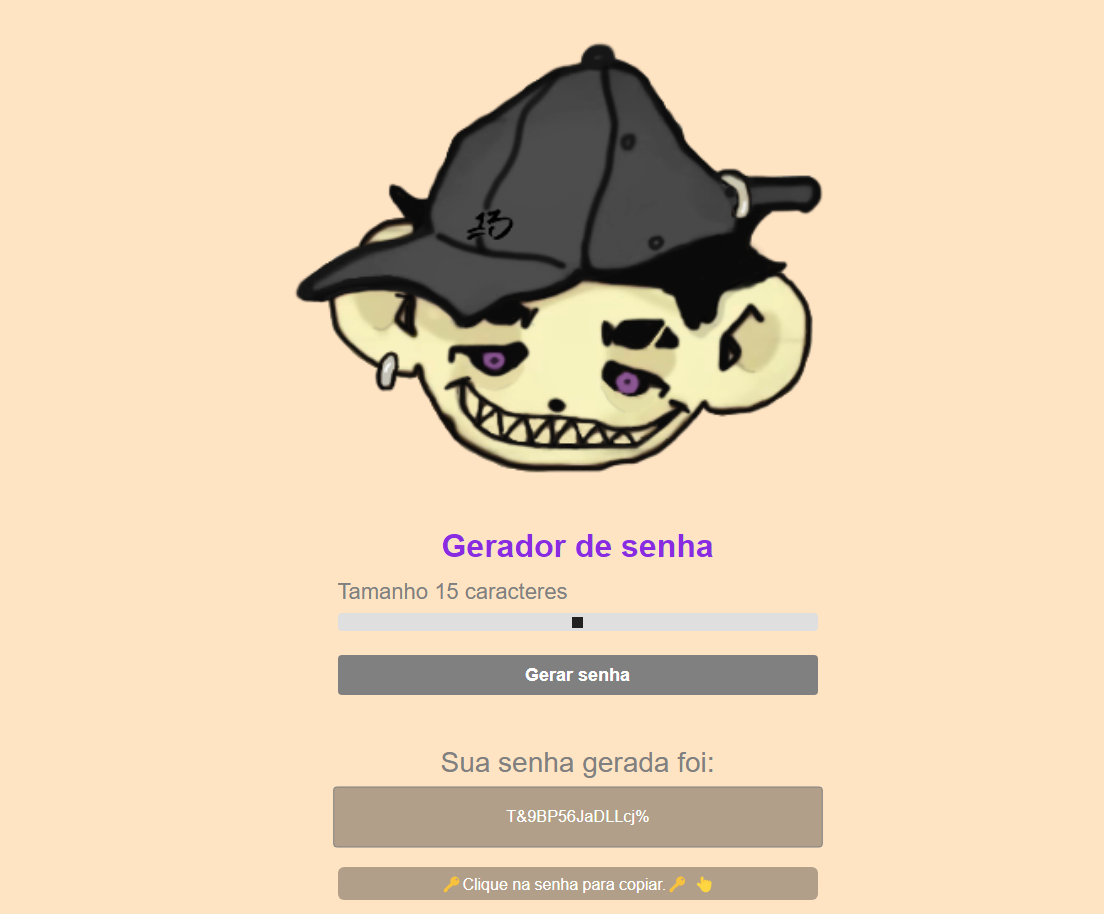 13
Gerador de senha
Tamanho 15 caracteres
Gerar senha
Sua senha gerada foi:
T&9BP56JaDLLcj%
🔑Clique na senha para copiar.🔑 👆